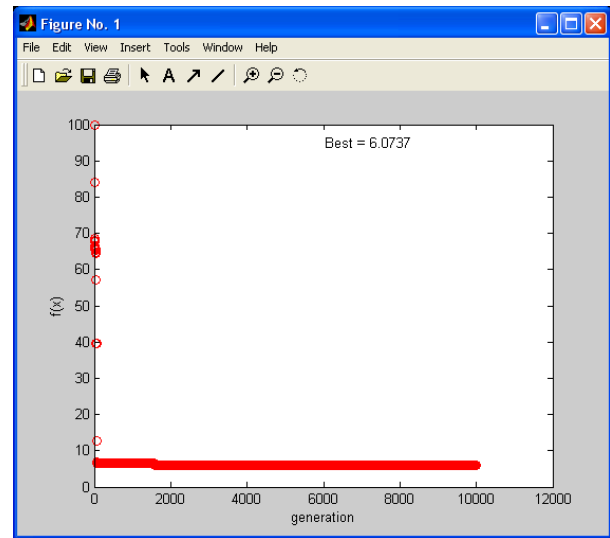 Figure No. 1
File Edit View Insert Tools Window Help
A
Best = 6.0737
100
90
80
70
60
50
40
30
20
10
0
f(x)
0 2000 4000 6000 8000 10000 12000
generation